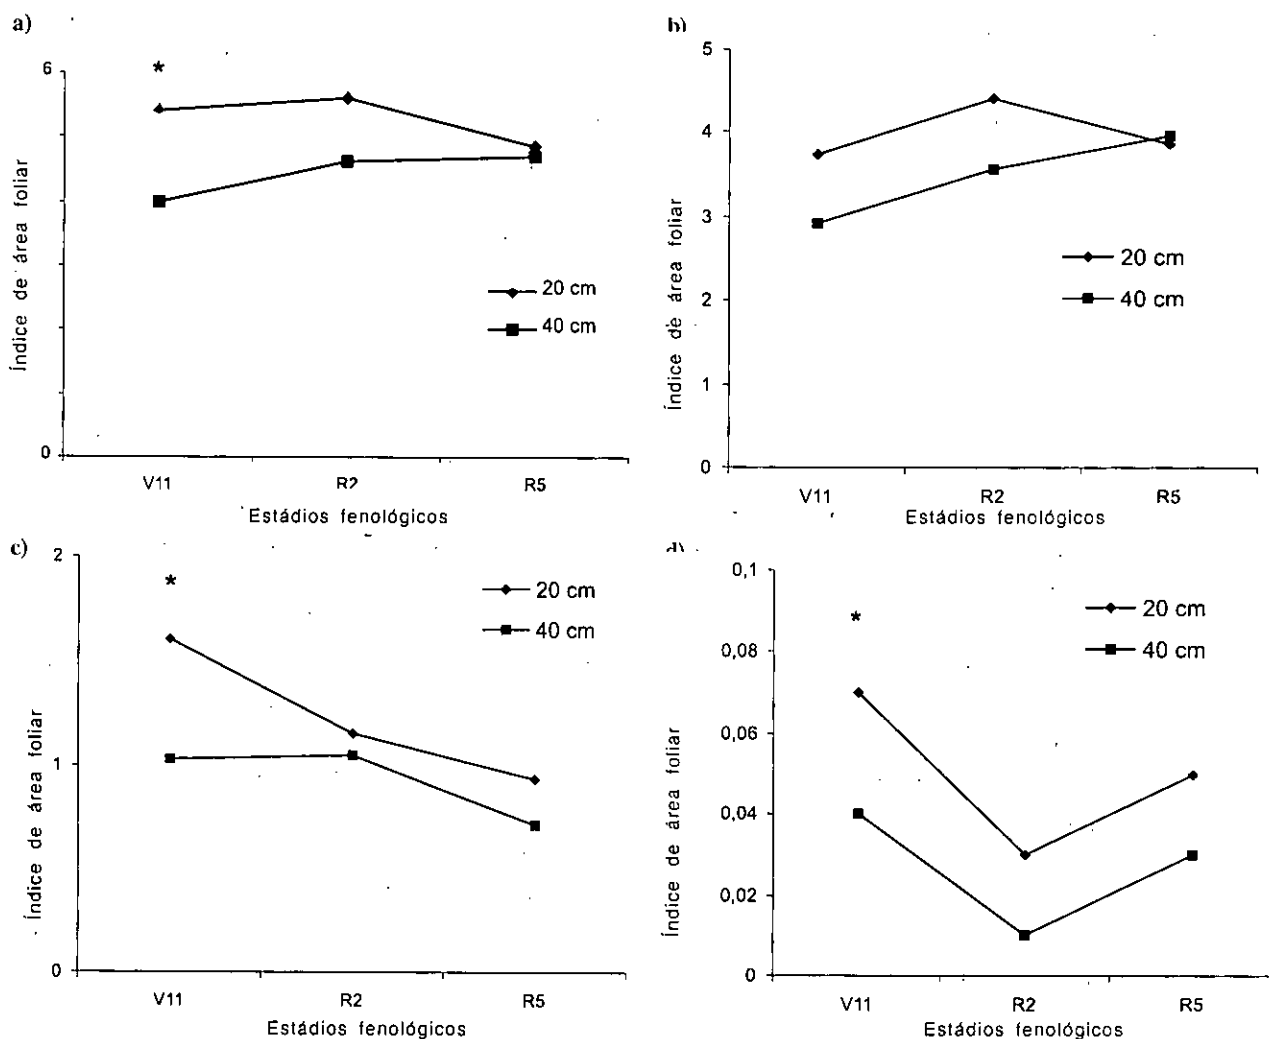 a)
6
*
Índice de área foliar
20 cm
40 cm
0
V11
R2
R5
Estádios fenológicos
b)
5
4
3
2
1
0
Índice de área foliar
20 cm
40 cm
V11
R2
R5
Estádios fenológicos
c)
2
*
20 cm
40 cm
1
Índice de área foliar
0
V11
R2
R5
Estádios fenológicos
d)
0,1
*
20 cm
40 cm
0,08
0,06
0,04
0,02
0
Índice de área foliar
V11
R2
R5
Estádios fenológicos